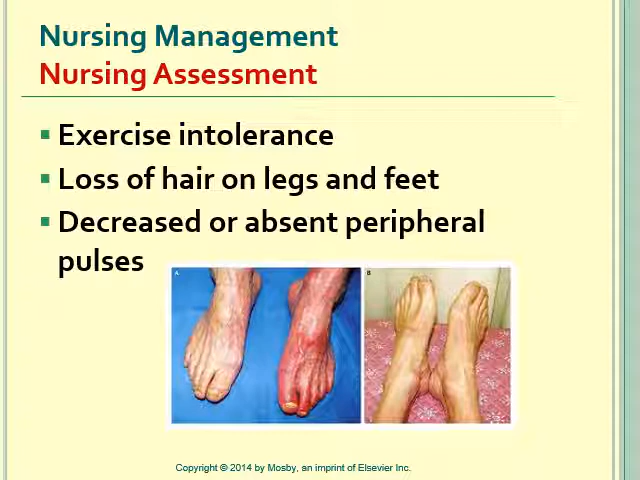 Nursing Management
Nursing Assessment
▪ Exercise intolerance
▪ Loss of hair on legs and feet
▪ Decreased or absent peripheral
pulses
A
B
Copyright © 2014 by Mosby, an imprint of Elsevier Inc.